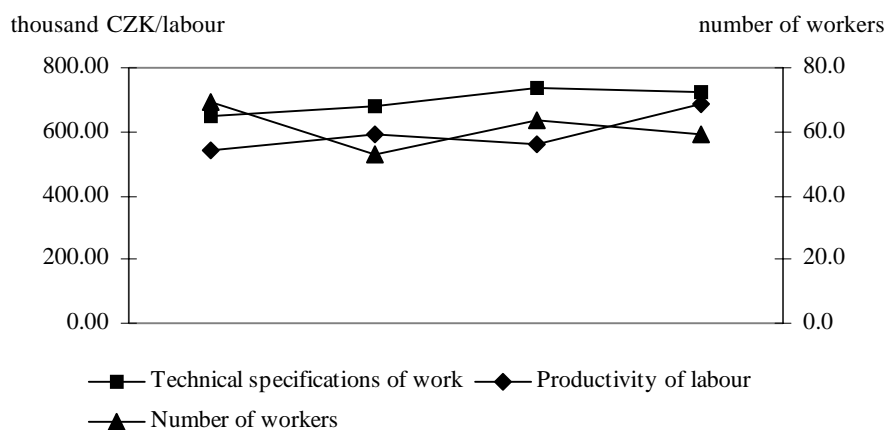 thousand CZK/labour number of workers
800.00 80.0
600.00 60.0
400.00 40.0
200.00 20.0
0.00 0.0
Technical specifications of work Productivity of labour
Number of workers